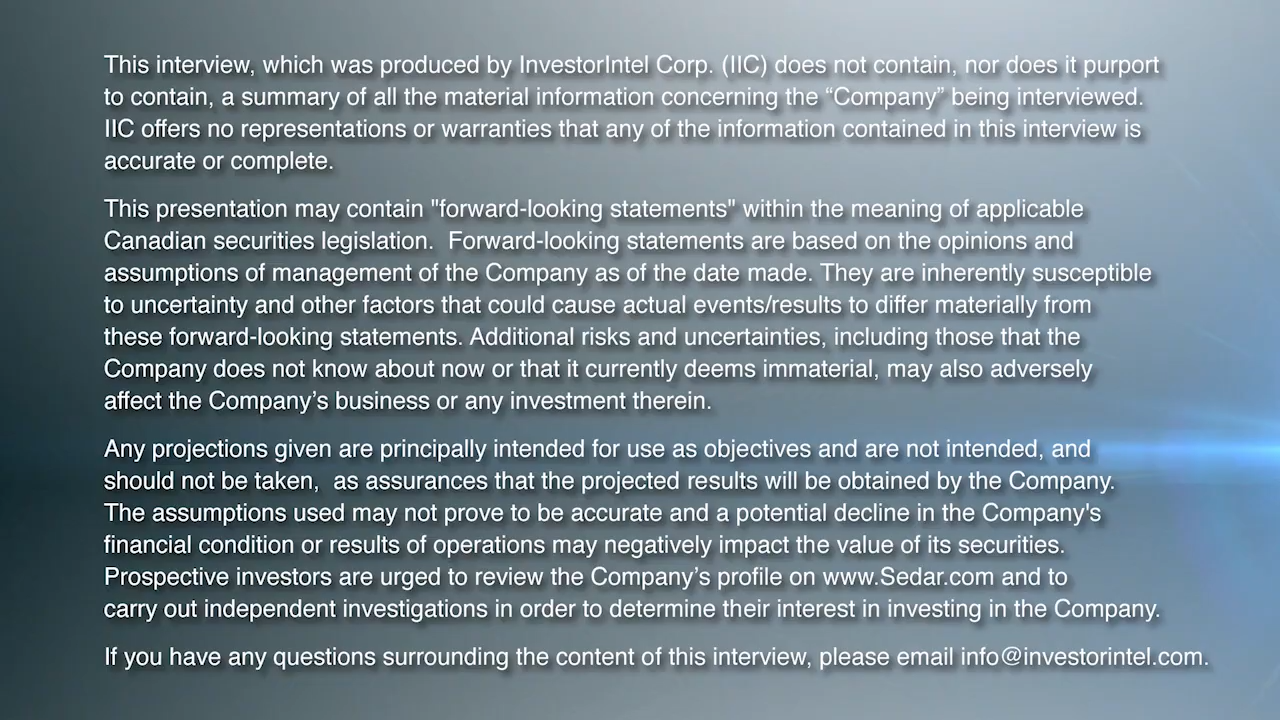 This interview, which was produced by InvestorIntel Corp. (IIC) does not contain, nor does it purport
to contain, a summary of all the material information concerning the “Company” being interviewed.
IIC offers no representations or warranties that any of the information contained in this interview is
accurate or complete.
This presentation may contain "forward-looking statements" within the meaning of applicable
Canadian securities legislation.  Forward-looking statements are based on the opinions and
assumptions of management of the Company as of the date made. They are inherently susceptible
to uncertainty and other factors that could cause actual events/results to differ materially from
these forward-looking statements. Additional risks and uncertainties, including those that the
Company does not know about now or that it currently deems immaterial, may also adversely
affect the Company’s business or any investment therein.
Any projections given are principally intended for use as objectives and are not intended, and
should not be taken,  as assurances that the projected results will be obtained by the Company.
The assumptions used may not prove to be accurate and a potential decline in the Company's
financial condition or results of operations may negatively impact the value of its securities.
Prospective investors are urged to review the Company’s profile on www.Sedar.com and to
carry out independent investigations in order to determine their interest in investing in the Company.
If you have any questions surrounding the content of this interview, please email info@investorintel.com.